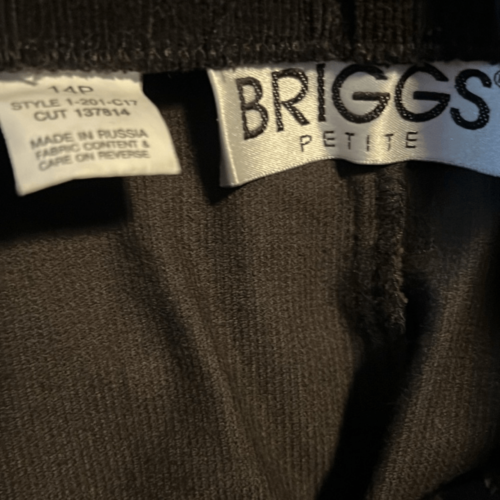 14P
STYLE 1-201-C17
CUT 137814
MADE IN RUSSIA
FABRIC CONTENT &
CARE ON REVERSE
BRIGGS®
PETITE